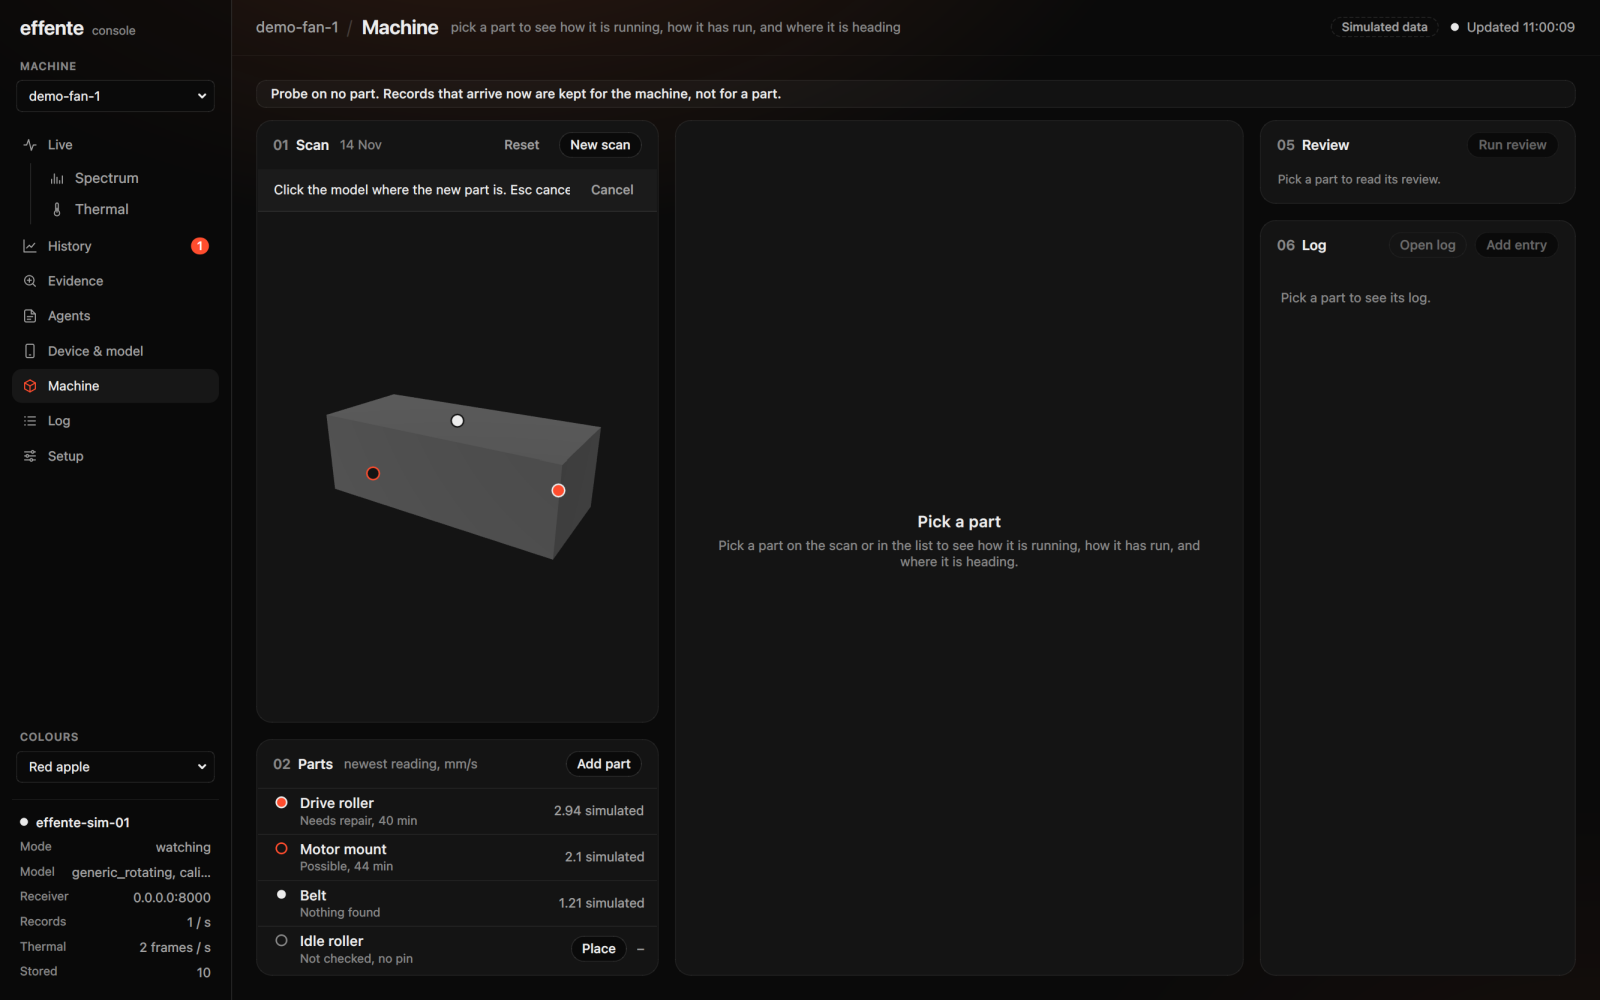 effente console
MACHINE
demo-fan-1
Live
Spectrum
Thermal
History 1
Evidence
Agents
Device & model
Machine
Log
Setup
COLOURS
Red apple
effente-sim-01
Mode watching
Model generic_rotating, cali...
Receiver 0.0.0.0:8000
Records 1 / s
Thermal 2 frames / s
Stored 10
demo-fan-1 / Machine pick a part to see how it is running, how it has run, and where it is heading
Simulated data Updated 11:00:09
Probe on no part. Records that arrive now are kept for the machine, not for a part.
01 Scan 14 Nov Reset New scan
Click the model where the new part is. Esc cance Cancel
02 Parts newest reading, mm/s Add part
Drive roller 2.94 simulated
Needs repair, 40 min
Motor mount 2.1 simulated
Possible, 44 min
Belt 1.21 simulated
Nothing found
Idle roller Place –
Not checked, no pin
Pick a part
Pick a part on the scan or in the list to see how it is running, how it has run, and
where it is heading.
05 Review Run review
Pick a part to read its review.
06 Log Open log Add entry
Pick a part to see its log.